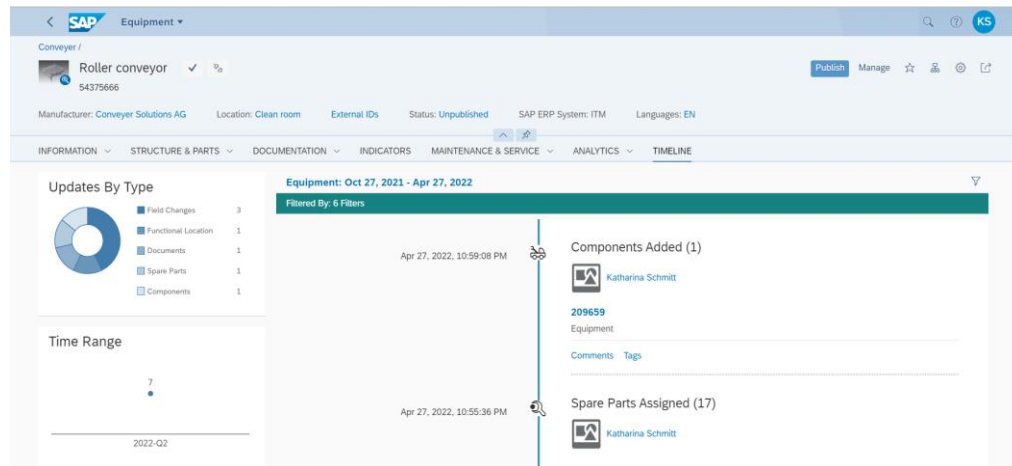 SAP Equipment
KS
Conveyer /
Roller conveyor
54375666
Publish Manage
Manufacturer: Conveyer Solutions AG Location: Clean room External IDs Status: Unpublished SAP ERP System: ITM Languages: EN
INFORMATION STRUCTURE & PARTS DOCUMENTATION INDICATORS MAINTENANCE & SERVICE ANALYTICS TIMELINE
Updates By Type
Field Changes 3
Functional Location 1
Documents 1
Spare Parts 1
Components 1
Time Range
7
2022-Q2
Equipment: Oct 27, 2021 - Apr 27, 2022
Filtered By: 6 Filters
Apr 27, 2022, 10:59:08 PM
Components Added (1)
Katharina Schmitt
209659
Equipment
Comments Tags
Apr 27, 2022, 10:55:36 PM
Spare Parts Assigned (17)
Katharina Schmitt